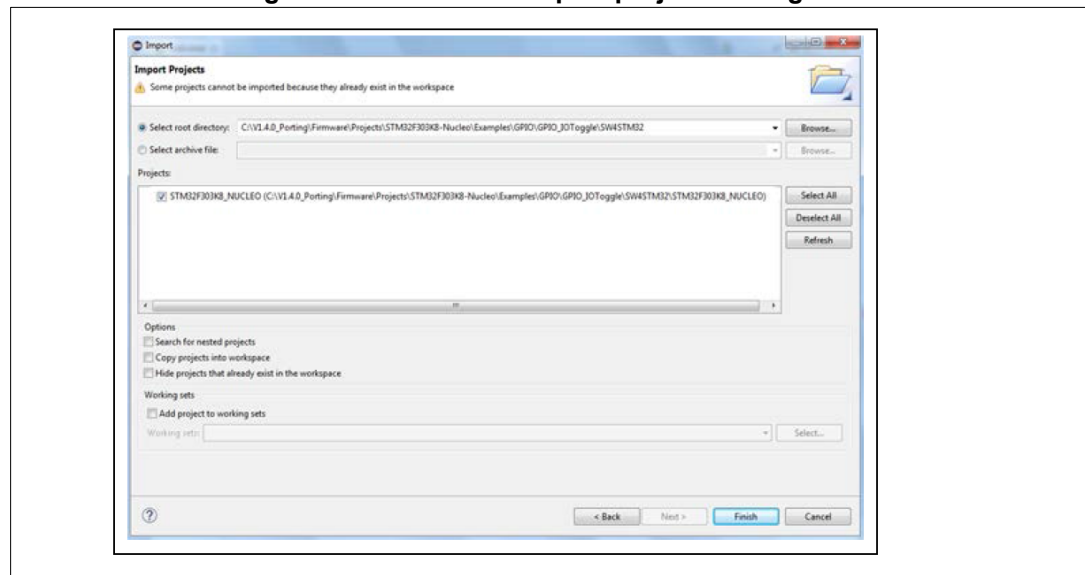 Import
Import Projects
Some projects cannot be imported because they already exist in the workspace
Select root directory: C:\V1.4.0_Porting\Firmware\Projects\STM32F303K8-Nucleo\Examples\GPIO\GPIO_IOToggle\SW4STM32 Browse...
Select archive file: Browse...
Projects:
STM32F303K8_NUCLEO (C:\V1.4.0_Porting\Firmware\Projects\STM32F303K8-Nucleo\Examples\GPIO\GPIO_IOToggle\SW4STM32\STM32F303K8_NUCLEO)
Select All
Deselect All
Refresh
Options
Search for nested projects
Copy projects into workspace
Hide projects that already exist in the workspace
Working sets
Add project to working sets
Working sets: Select...
? < Back Next > Finish Cancel